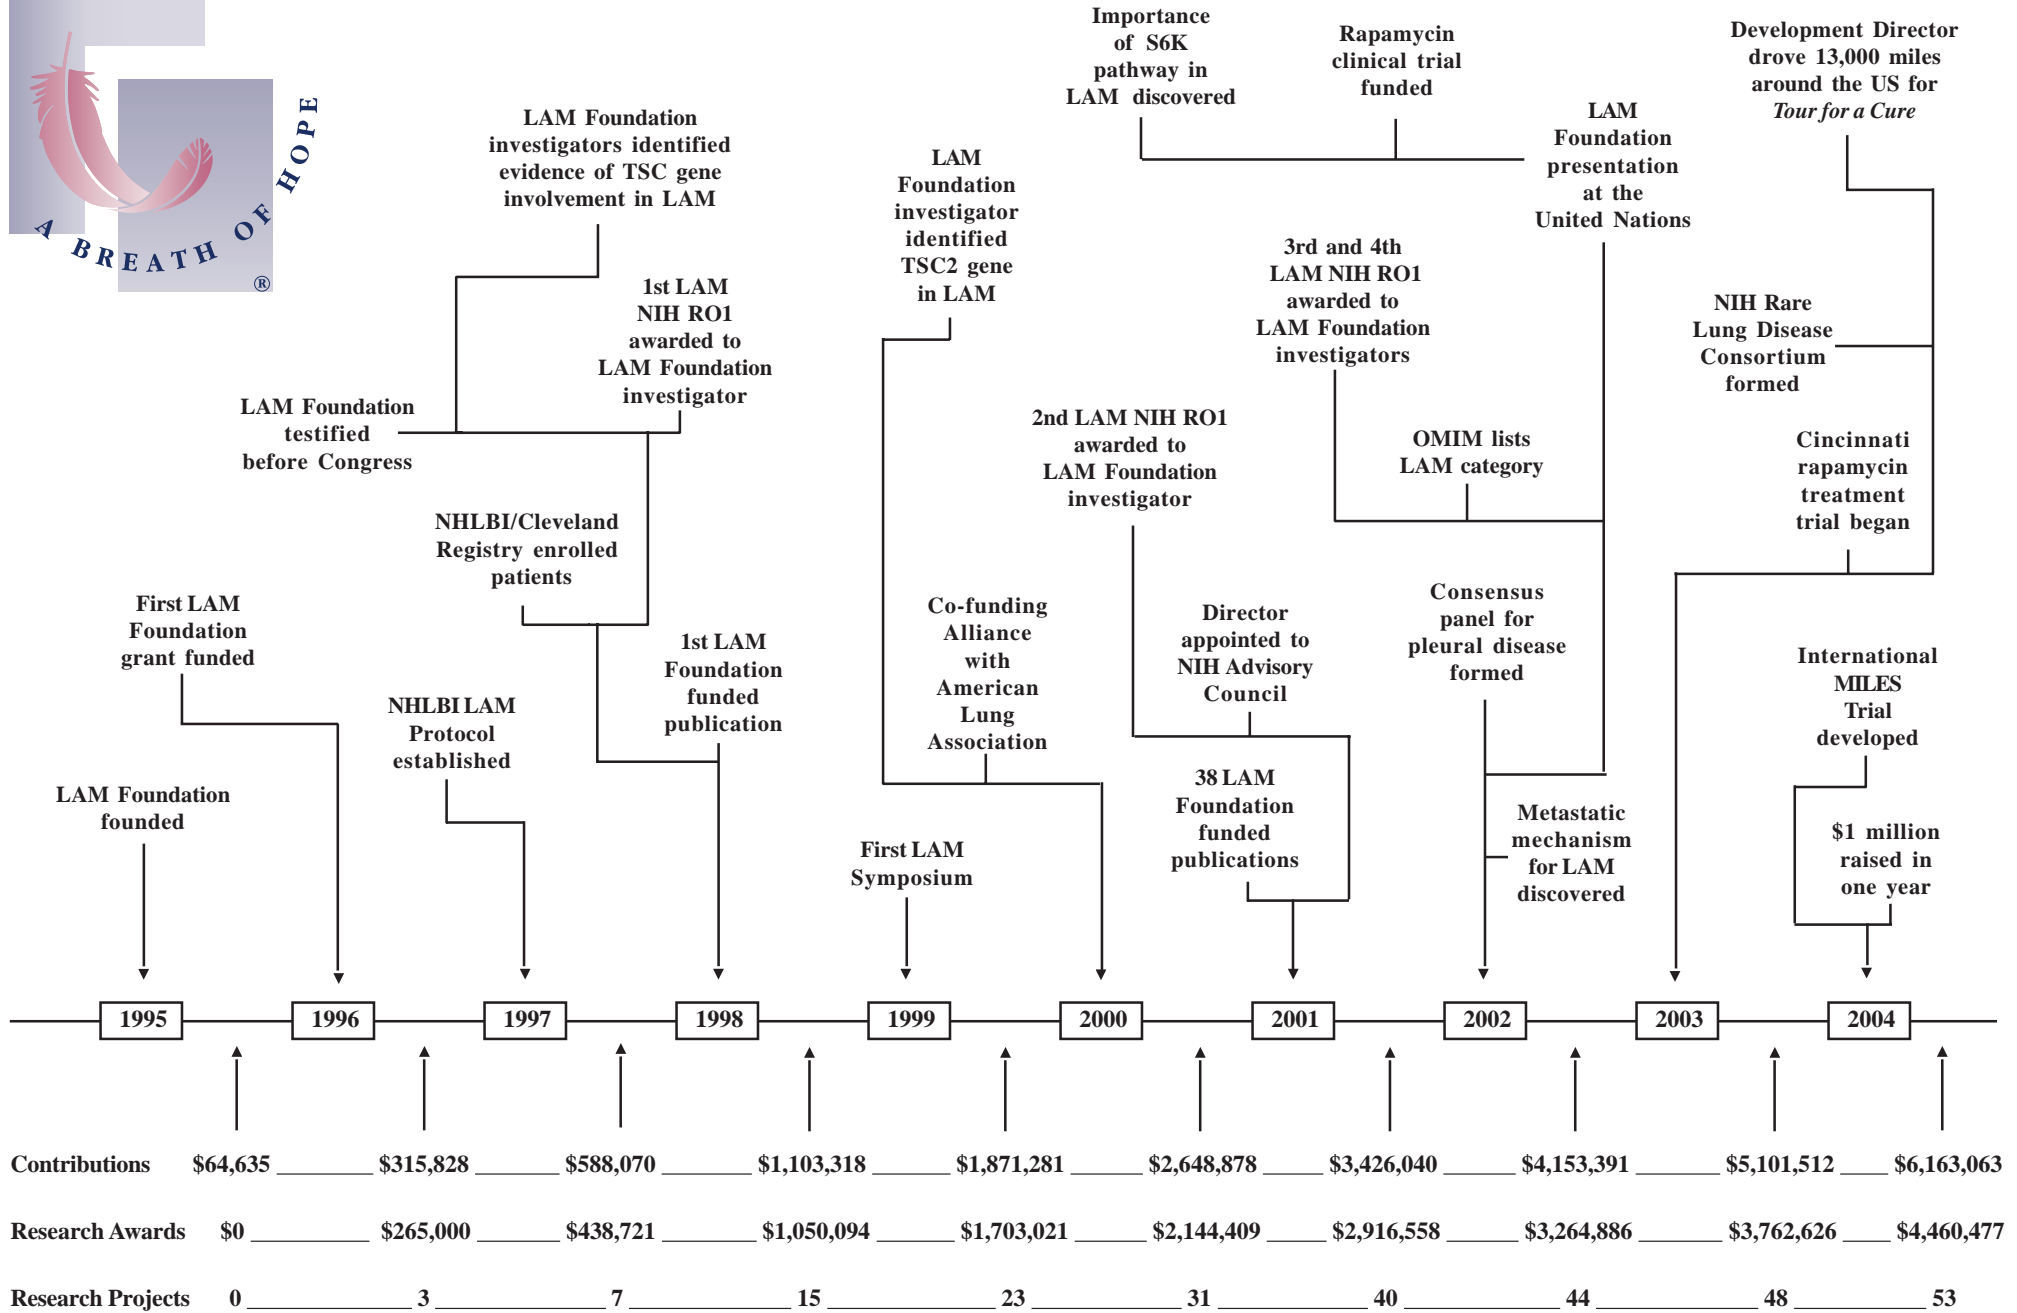 A BREATH OF HOPE
®
LAM Foundation
founded
First LAM
Foundation
grant funded
LAM Foundation
testified
before Congress
LAM Foundation
investigators identified
evidence of TSC gene
involvement in LAM
1st LAM
NIH RO1
awarded to
LAM Foundation
investigator
NHLBI/Cleveland
Registry enrolled
patients
NHLBI LAM
Protocol
established
1st LAM
Foundation
funded
publication
First LAM
Symposium
LAM
Foundation
investigator
identified
TSC2 gene
in LAM
Co-funding
Alliance
with
American
Lung
Association
Importance
of S6K
pathway in
LAM discovered
Rapamycin
clinical trial
funded
LAM
Foundation
presentation
at the
United Nations
2nd LAM NIH RO1
awarded to
LAM Foundation
investigator
Director
appointed to
NIH Advisory
Council
38 LAM
Foundation
funded
publications
3rd and 4th
LAM NIH RO1
awarded to
LAM Foundation
investigators
OMIM lists
LAM category
Consensus
panel for
pleural disease
formed
Metastatic
mechanism
for LAM
discovered
Development Director
drove 13,000 miles
around the US for
Tour for a Cure
NIH Rare
Lung Disease
Consortium
formed
Cincinnati
rapamycin
treatment
trial began
International
MILES
Trial
developed
$1 million
raised in
one year
1995 1996 1997 1998 1999 2000 2001 2002 2003 2004
Contributions $64,635 $315,828 $588,070 $1,103,318 $1,871,281 $2,648,878 $3,426,040 $4,153,391 $5,101,512 $6,163,063
Research Awards $0 $265,000 $438,721 $1,050,094 $1,703,021 $2,144,409 $2,916,558 $3,264,886 $3,762,626 $4,460,477
Research Projects 0 3 7 15 23 31 40 44 48 53